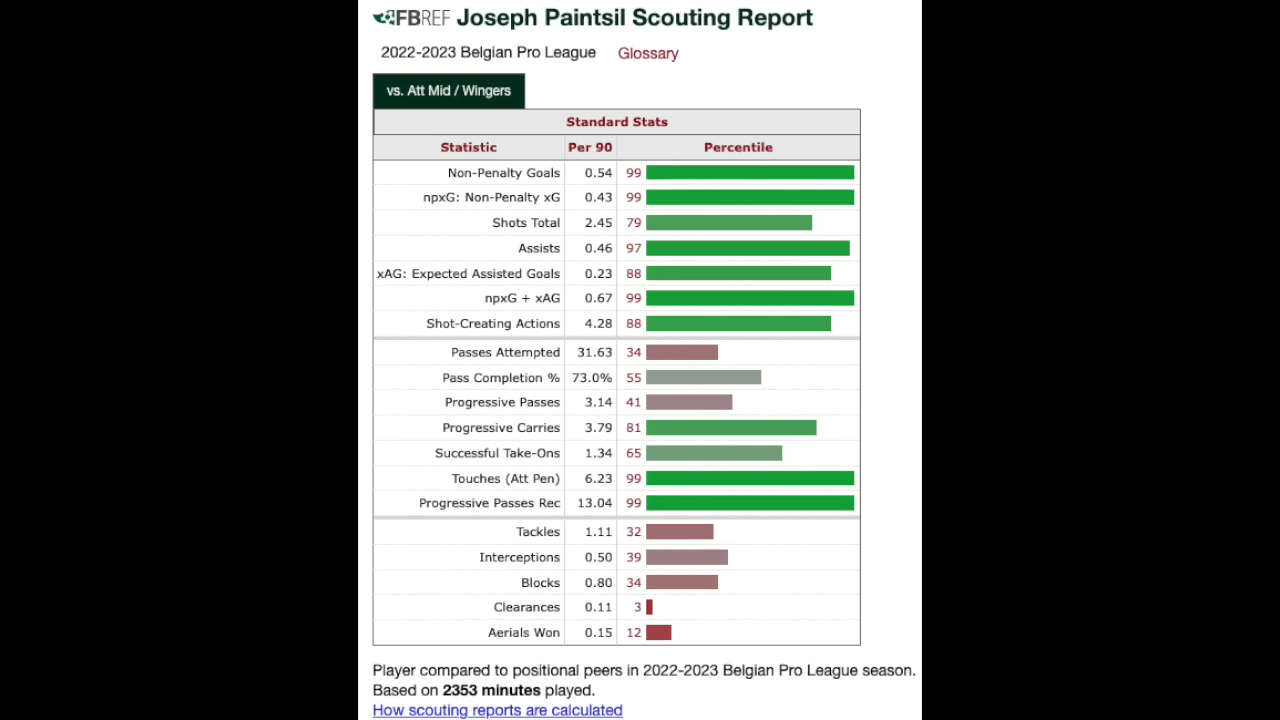 FBREF Joseph Paintsil Scouting Report
2022-2023 Belgian Pro League Glossary
vs. Att Mid / Wingers
Standard Stats
Statistic Per 90 Percentile
Non-Penalty Goals 0.54 99
npxG: Non-Penalty xG 0.43 99
Shots Total 2.45 79
Assists 0.46 97
xAG: Expected Assisted Goals 0.23 88
npxG + xAG 0.67 99
Shot-Creating Actions 4.28 88
Passes Attempted 31.63 34
Pass Completion % 73.0% 55
Progressive Passes 3.14 41
Progressive Carries 3.79 81
Successful Take-Ons 1.34 65
Touches (Att Pen) 6.23 99
Progressive Passes Rec 13.04 99
Tackles 1.11 32
Interceptions 0.50 39
Blocks 0.80 34
Clearances 0.11 3
Aerials Won 0.15 12
Player compared to positional peers in 2022-2023 Belgian Pro League season.
Based on 2353 minutes played.
How scouting reports are calculated